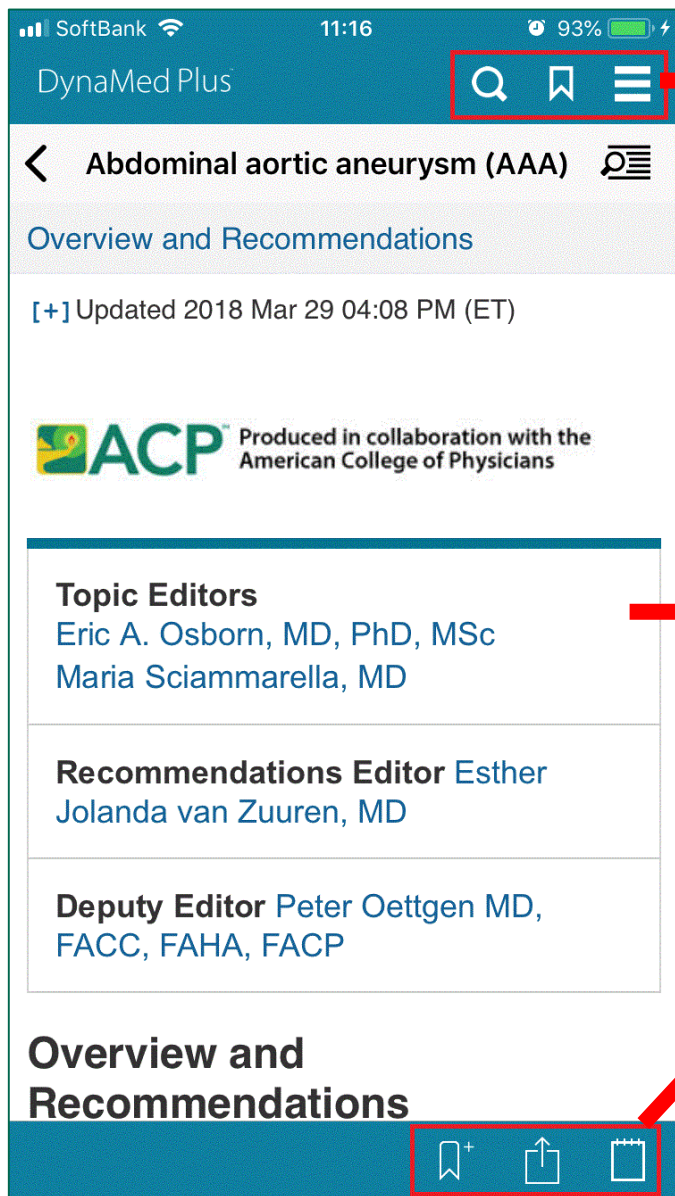 SoftBank 11:16 93%
DynaMed Plus
Abdominal aortic aneurysm (AAA)
Overview and Recommendations
[+] Updated 2018 Mar 29 04:08 PM (ET)
ACP™ Produced in collaboration with the
American College of Physicians
Topic Editors
Eric A. Osborn, MD, PhD, MSc
Maria Sciammarella, MD
Recommendations Editor Esther
Jolanda van Zuuren, MD
Deputy Editor Peter Oettgen MD,
FACC, FAHA, FACP
Overview and
Recommendations